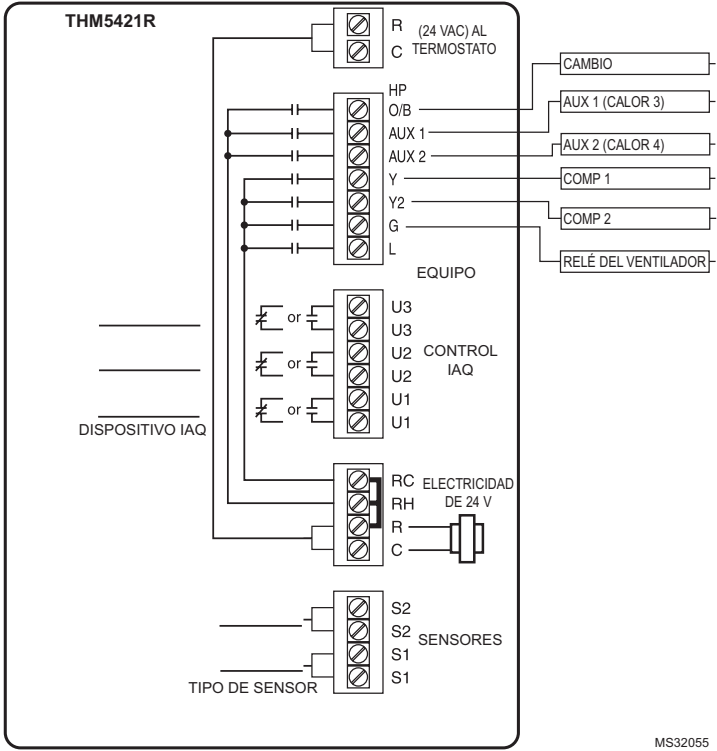 THM5421R
R
C
(24 VAC) AL
TERMOSTATO
HP
O/B
AUX 1
AUX 2
Y
Y2
G
L
EQUIPO
CAMBIO
AUX 1 (CALOR 3)
AUX 2 (CALOR 4)
COMP 1
COMP 2
RELÉ DEL VENTILADOR
or
U3
U3
or
U2
U2
or
U1
U1
CONTROL
IAQ
DISPOSITIVO IAQ
RC
RH
R
C
ELECTRICIDAD
DE 24 V
S2
S2
S1
S1
SENSORES
TIPO DE SENSOR
MS32055